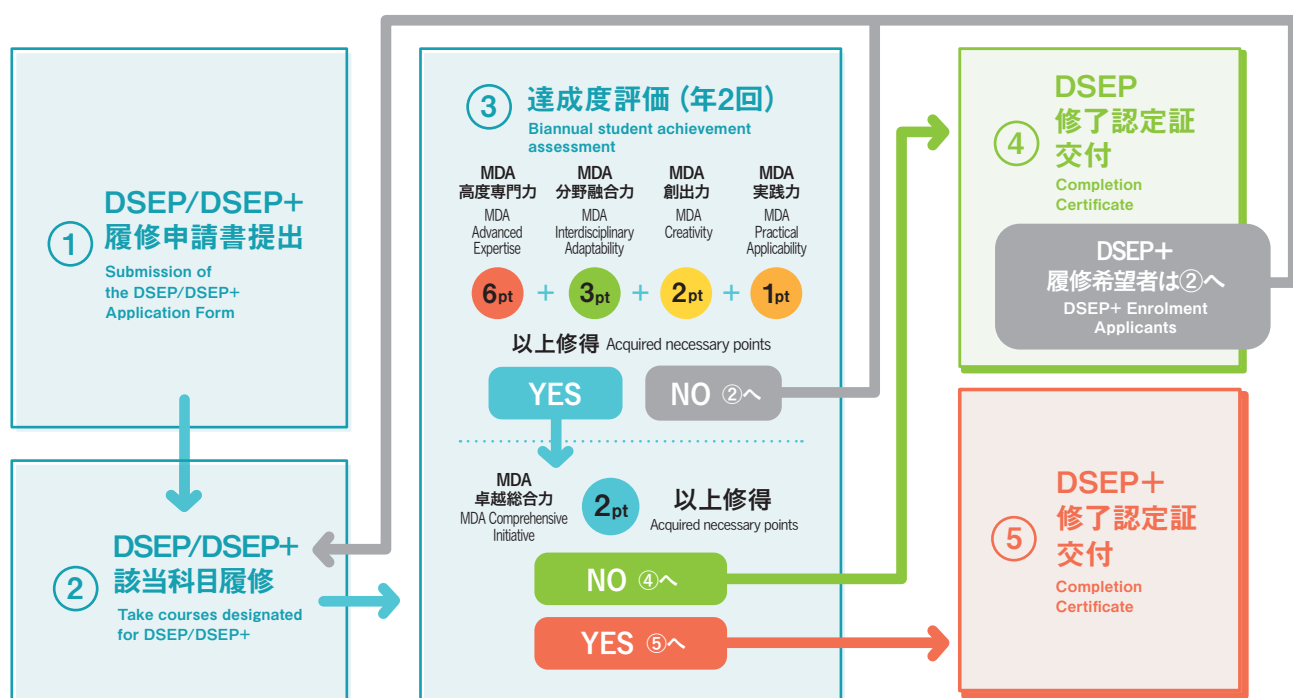 ①
DSEP/DSEP+
履修申請書提出
Submission of
the DSEP/DSEP+
Application Form
②
DSEP/DSEP+
該当科目履修
Take courses designated
for DSEP/DSEP+
③
達成度評価（年2回）
Biannual student achievement
assessment
MDA
高度専門力
MDA
Advanced
Expertise
6pt
+
MDA
分野融合力
MDA
Interdisciplinary
Adaptability
3pt
+
MDA
創出力
MDA
Creativity
2pt
+
MDA
実践力
MDA
Practical
Applicability
1pt
以上修得 Acquired necessary points
YES
NO ②へ
MDA
卓越総合力
MDA Comprehensive
Initiative
2pt
以上修得
Acquired necessary points
NO ④へ
YES ⑤へ
④
DSEP
修了認定証
交付
Completion
Certificate
DSEP+
履修希望者は②へ
DSEP+ Enrolment
Applicants
⑤
DSEP+
修了認定証
交付
Completion
Certificate